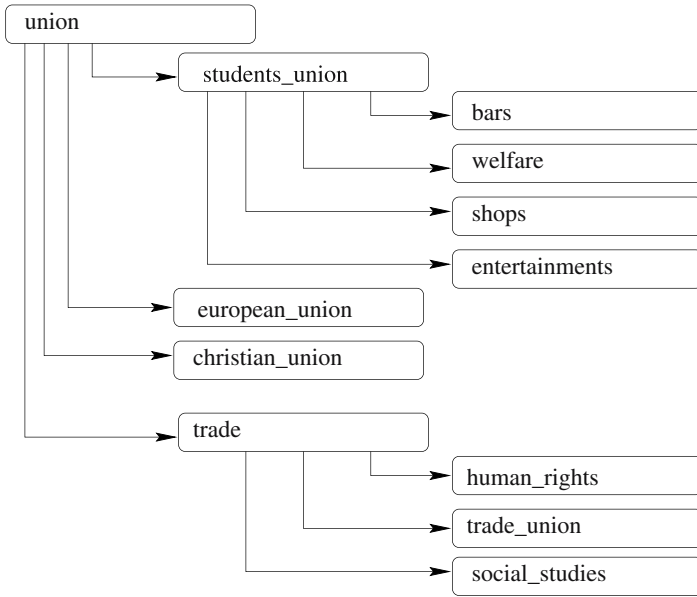 union
students_union
bars
welfare
shops
entertainments
european_union
christian_union
trade
human_rights
trade_union
social_studies